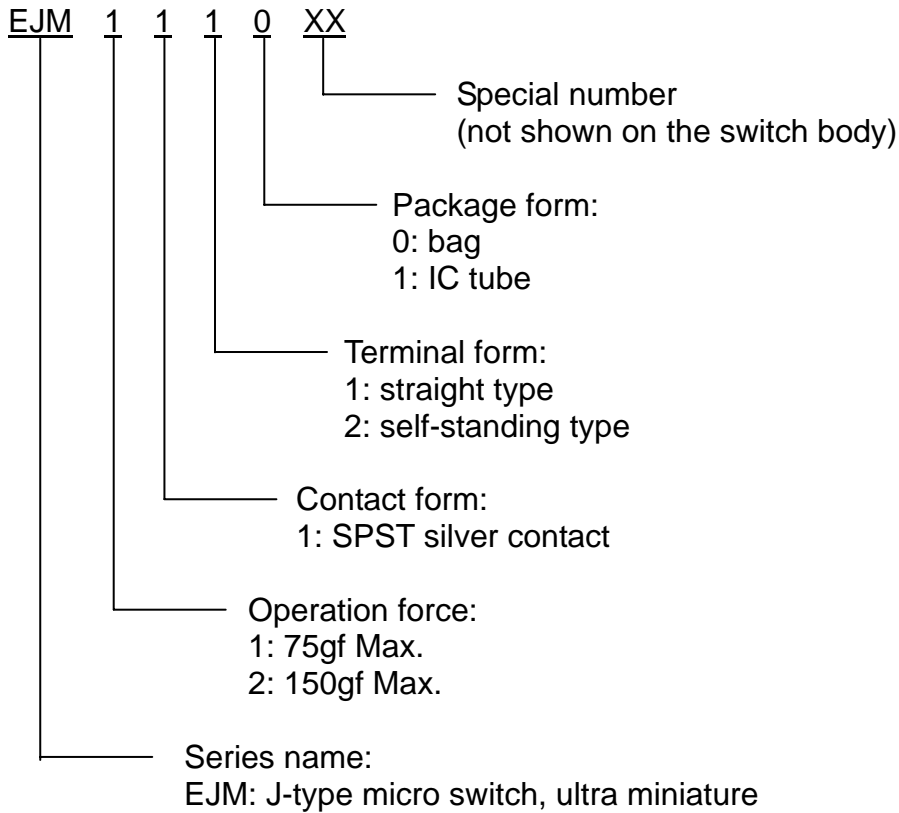 EJM 1 1 1 0 XX
Special number
(not shown on the switch body)
Package form:
0: bag
1: IC tube
Terminal form:
1: straight type
2: self-standing type
Contact form:
1: SPST silver contact
Operation force:
1: 75gf Max.
2: 150gf Max.
Series name:
EJM: J-type micro switch, ultra miniature